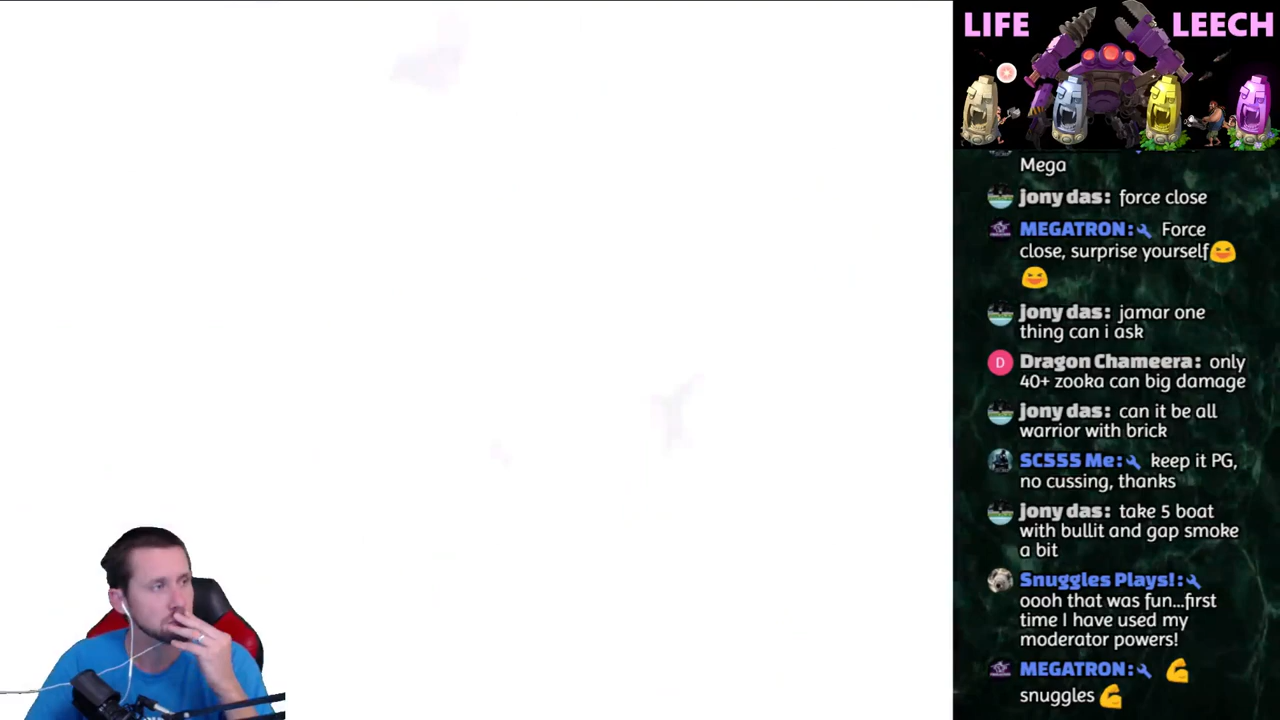 LIFE LEECH
Mega
jony das: force close
MEGATRON: Force
close, surprise yourself😆
😆
jony das: jamar one
thing can i ask
D Dragon Chameera: only
40+ zooka can big damage
jony das: can it be all
warrior with brick
SC555 Me: keep it PG,
no cussing, thanks
jony das: take 5 boat
with bullit and gap smoke
a bit
Snuggles Plays!:
oooh that was fun...first
time I have used my
moderator powers!
MEGATRON: 💪
snuggles 💪